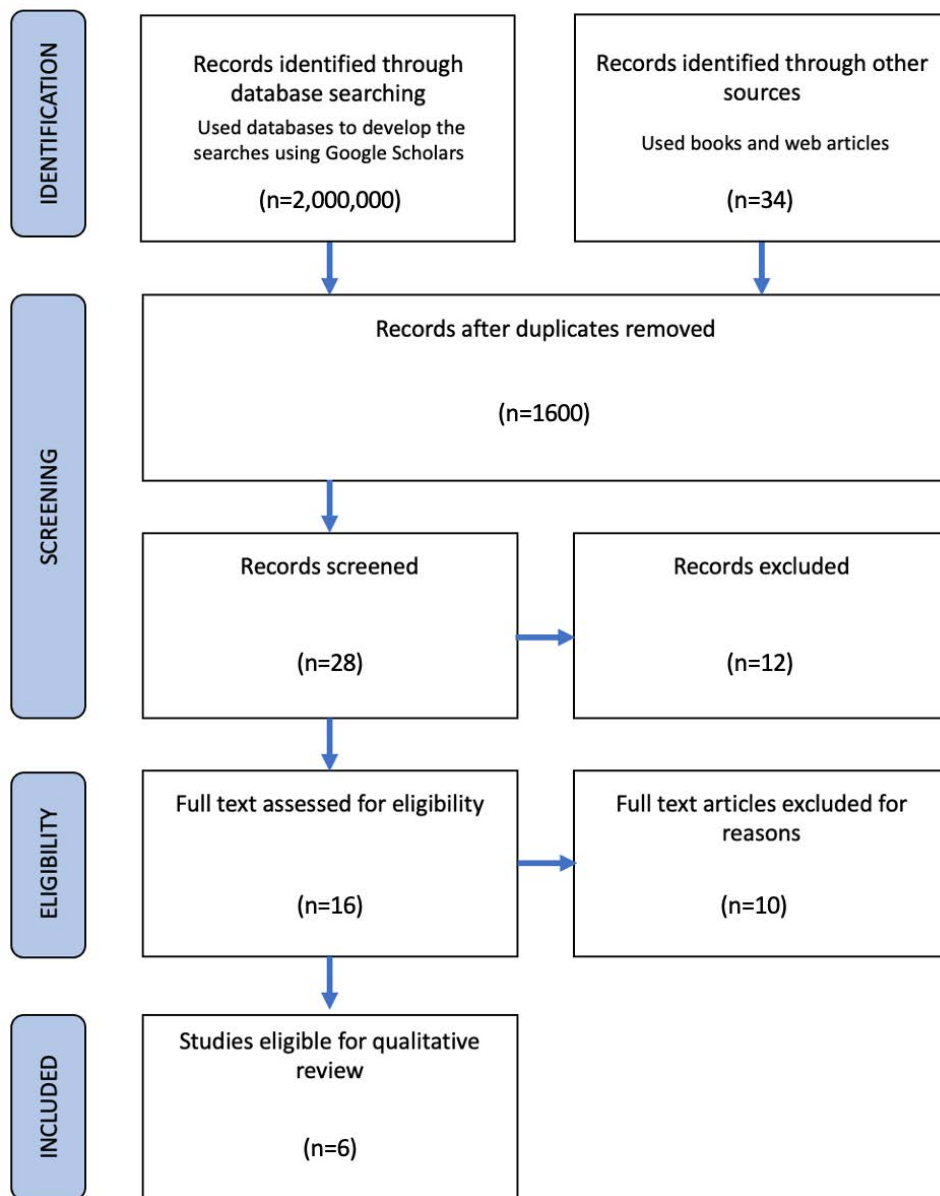 IDENTIFICATION
Records identified through
database searching
Used databases to develop the
searches using Google Scholars
(n=2,000,000)
Records identified through other
sources
Used books and web articles
(n=34)
SCREENING
Records after duplicates removed
(n=1600)
Records screened
(n=28)
Records excluded
(n=12)
ELIGIBILITY
Full text assessed for eligibility
(n=16)
Full text articles excluded for
reasons
(n=10)
INCLUDED
Studies eligible for qualitative
review
(n=6)